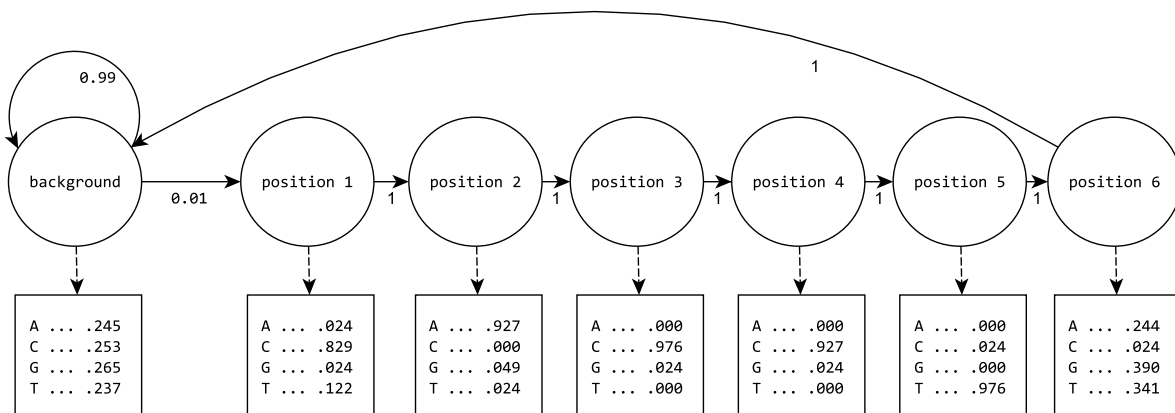 1
0.99
background
position 1
position 2
position 3
position 4
position 5
position 6
0.01
1
1
1
1
1
A ... .245
C ... .253
G ... .265
T ... .237
A ... .024
C ... .829
G ... .024
T ... .122
A ... .927
C ... .000
G ... .049
T ... .024
A ... .000
C ... .976
G ... .024
T ... .000
A ... .000
C ... .927
G ... .024
T ... .000
A ... .000
C ... .024
G ... .000
T ... .976
A ... .244
C ... .024
G ... .390
T ... .341